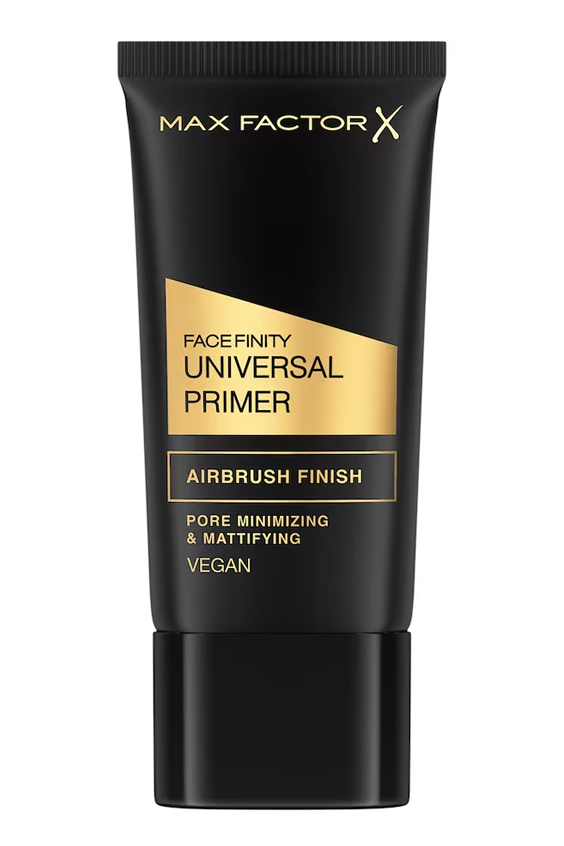 MAX FACTOR X
FACEFINITY
UNIVERSAL
PRIMER
AIRBRUSH FINISH
PORE MINIMIZING
& MATTIFYING
VEGAN